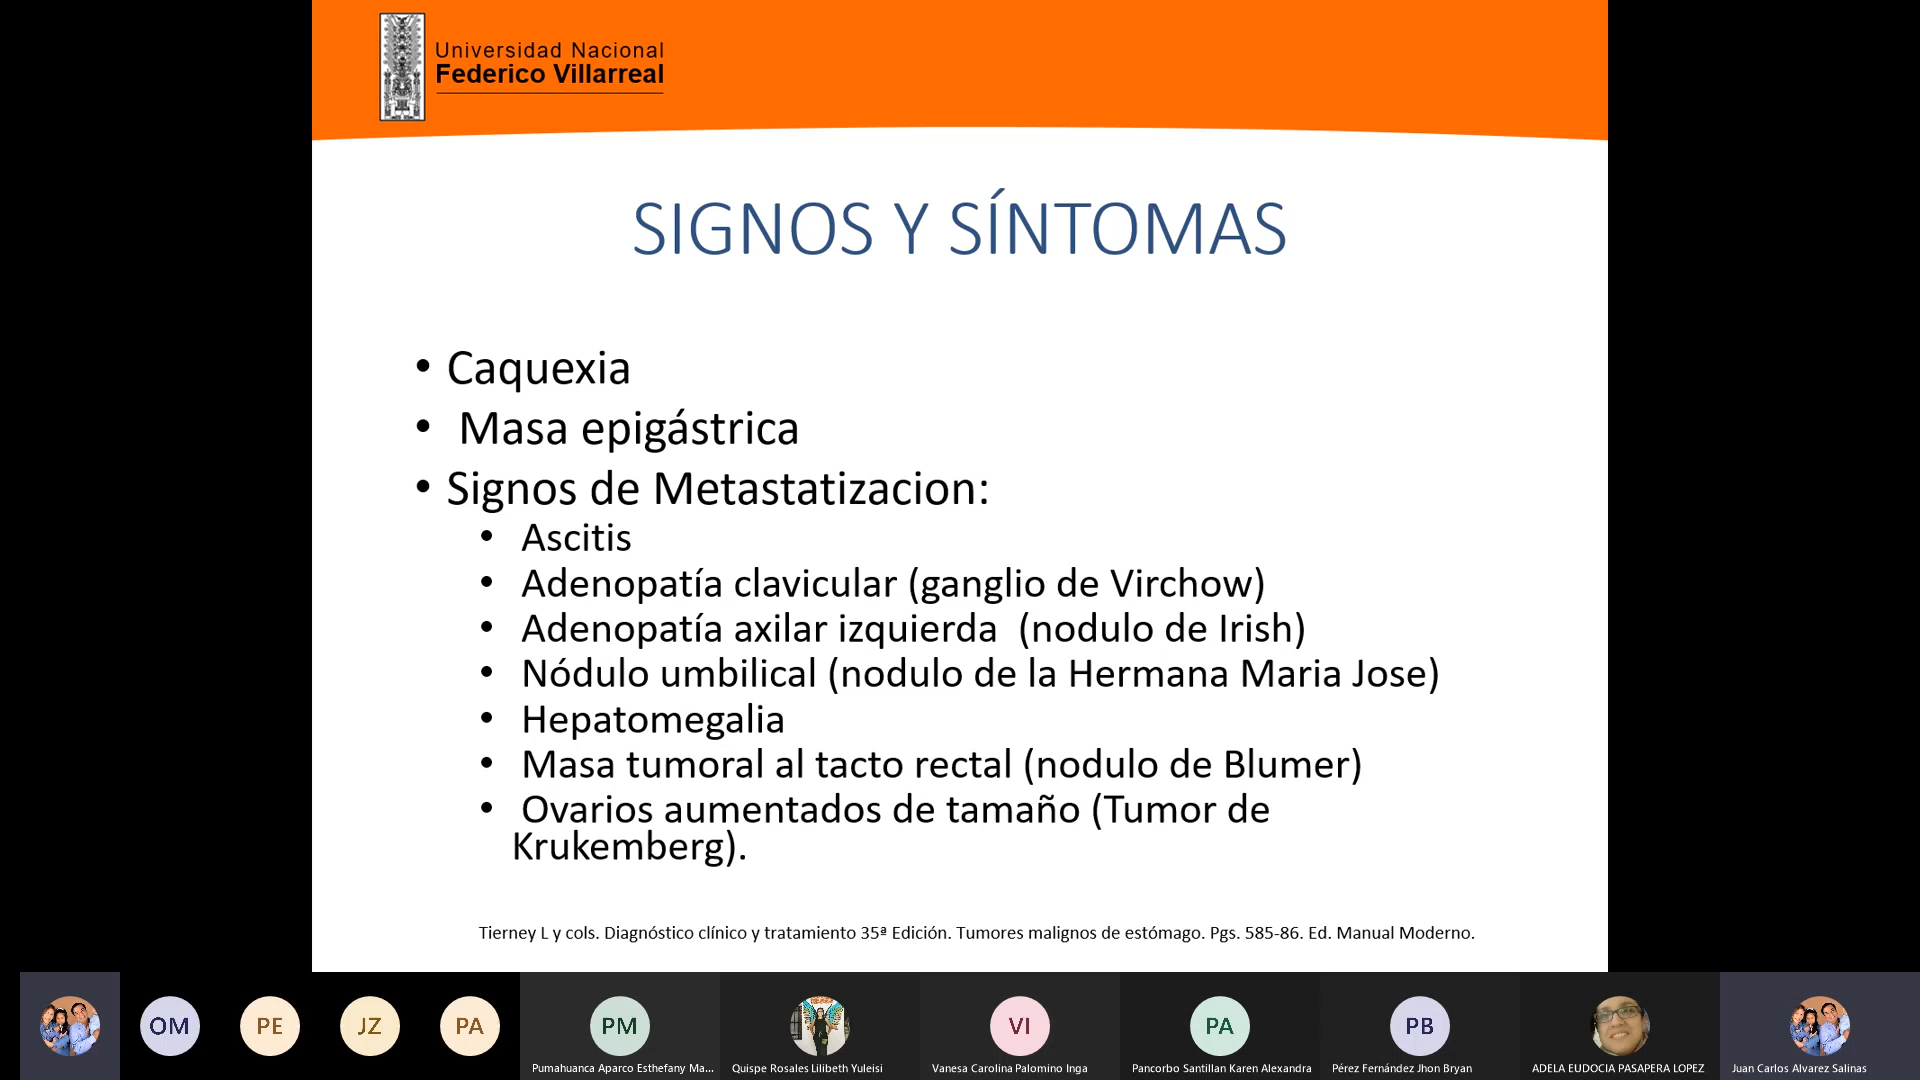 Universidad Nacional
Federico Villarreal
SIGNOS Y SÍNTOMAS
• Caquexia
• Masa epigástrica
• Signos de Metastatizacion:
• Ascitis
• Adenopatía clavicular (ganglio de Virchow)
• Adenopatía axilar izquierda (nodulo de Irish)
• Nódulo umbilical (nodulo de la Hermana Maria Jose)
• Hepatomegalia
• Masa tumoral al tacto rectal (nodulo de Blumer)
• Ovarios aumentados de tamaño (Tumor de
Krukemberg).
Tierney L y cols. Diagnóstico clínico y tratamiento 35ª Edición. Tumores malignos de estómago. Pgs. 585-86. Ed. Manual Moderno.
OM
PE
JZ
PA
PM
VI
PA
PB
Pumahuanca Aparco Esthefany Ma...
Quispe Rosales Lilibeth Yuleisi
Vanesa Carolina Palomino Inga
Pancorbo Santillan Karen Alexandra
Pérez Fernández Jhon Bryan
ADELA EUDOCIA PASAPERA LOPEZ
Juan Carlos Alvarez Salinas